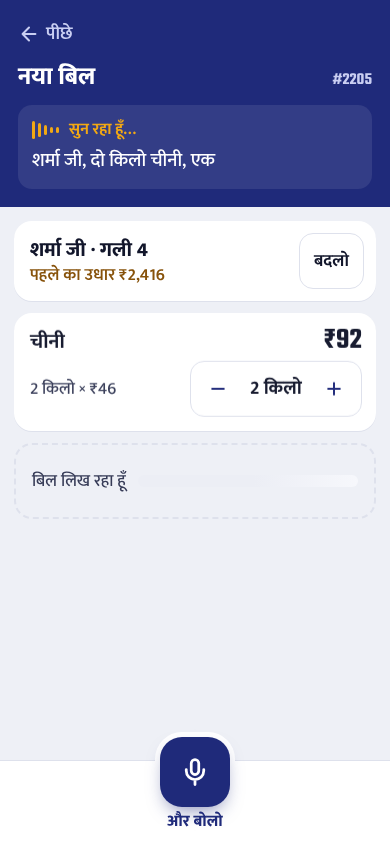 पीछे
नया बिल
#2205
सुन रहा हूँ...
शर्मा जी, दो किलो चीनी, एक
शर्मा जी · गली 4
पहले का उधार ₹2,416
बदलो
चीनी
₹92
2 किलो × ₹46
− 2 किलो +
बिल लिख रहा हूँ
और बोलो